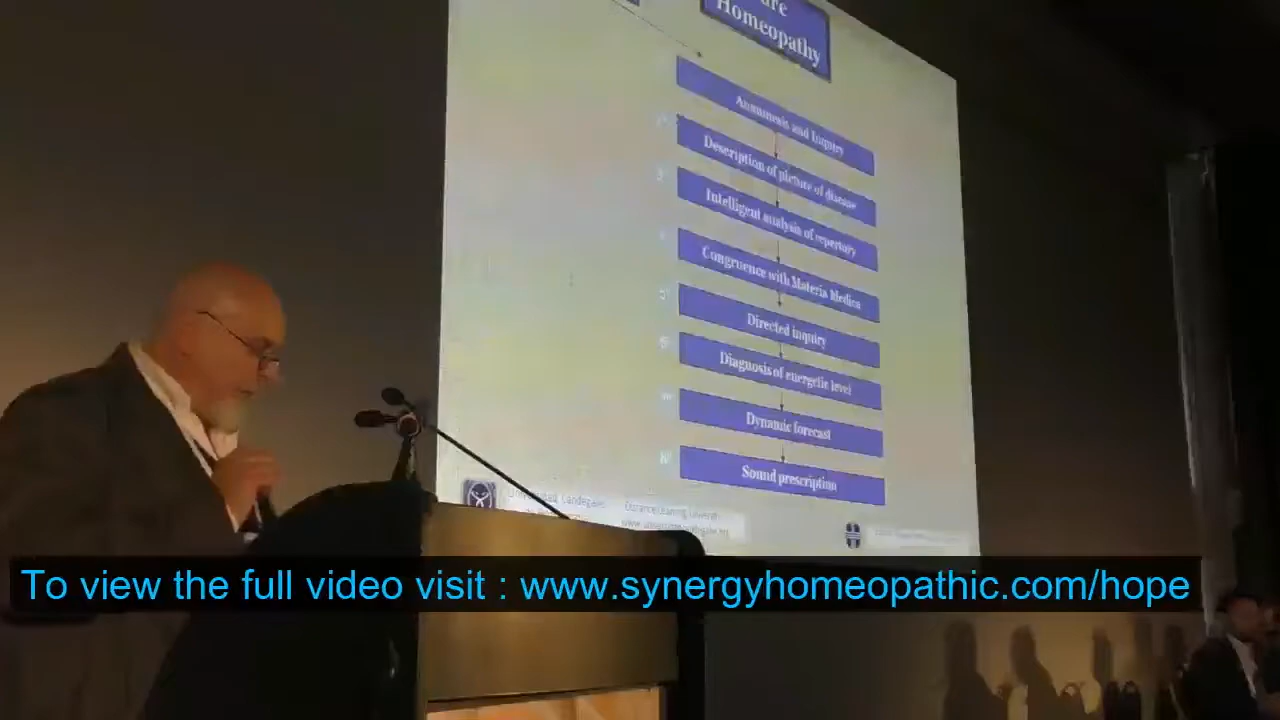 Homeopathy
Anamnesis and Inquiry
Description of picture of disease
Intelligent analysis of repertory
Congruence with Materia Medica
Directed inquiry
Diagnosis of energetic level
Dynamic forecast
Sound prescription
To view the full video visit : www.synergyhomeopathic.com/hope